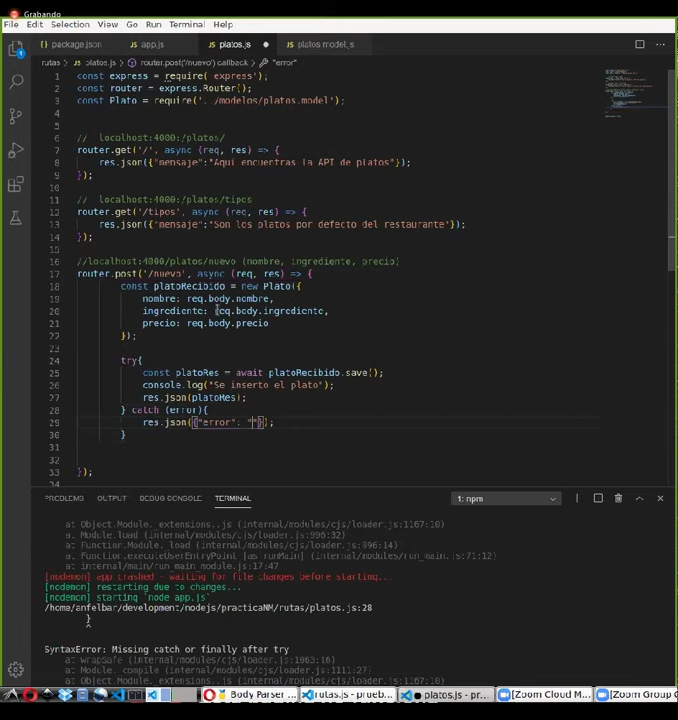 Grabando
File Edit Selection View Go Run Terminal Help
package.json app.js platos.js platos.model.js
rutas > platos.js > router.post('/nuevo') callback > "error"
1 const express = require('express');
2 const router = express.Router();
3 const Plato = require('../modelos/platos.model');
4
5
6 // localhost:4000:/platos/
7 router.get('/', async (req, res) => {
8 res.json({"mensaje":"Aqui encuentras la API de platos"});
9 });
10
11 // localhost:4000:/platos/tipos
12 router.get('/tipos', async (req, res) => {
13 res.json({"mensaje":"Son los platos por defecto del restaurante"});
14 });
15
16 //localhost:4000/platos/nuevo (nombre, ingrediente, precio)
17 router.post('/nuevo', async (req, res) => {
18 const platoRecibido = new Plato({
19 nombre: req.body.nombre,
20 ingrediente: req.body.ingrediente,
21 precio: req.body.precio
22 });
23
24 try{
25 const platoRes = await platoRecibido.save();
26 console.log("Se inserto el plato");
27 res.json(platoRes);
28 } catch (error){
29 res.json({"error": ""});
30 }
31
32
33 });
34
PROBLEMS OUTPUT DEBUG CONSOLE TERMINAL 1: npm
at Object.Module._extensions..js (internal/modules/cjs/loader.js:1167:10)
at Module.load (internal/modules/cjs/loader.js:996:32)
at Function.Module._load (internal/modules/cjs/loader.js:896:14)
at Function.executeUserEntryPoint [as runMain] (internal/modules/run_main.js:71:12)
at internal/main/run_main_module.js:17:47
[nodemon] app crashed - waiting for file changes before starting...
[nodemon] restarting due to changes...
[nodemon] starting `node app.js`
/home/anfelbar/development/nodejs/practicaNM/rutas/platos.js:28
}
^
SyntaxError: Missing catch or finally after try
at wrapSafe (internal/modules/cjs/loader.js:1063:16)
at Module._compile (internal/modules/cjs/loader.js:1111:27)
at Object.Module._extensions..js (internal/modules/cjs/loader.js:1167:10)
Body Parser ... rutas.js - prueb... platos.js - pr... [Zoom Cloud M... [Zoom Group C